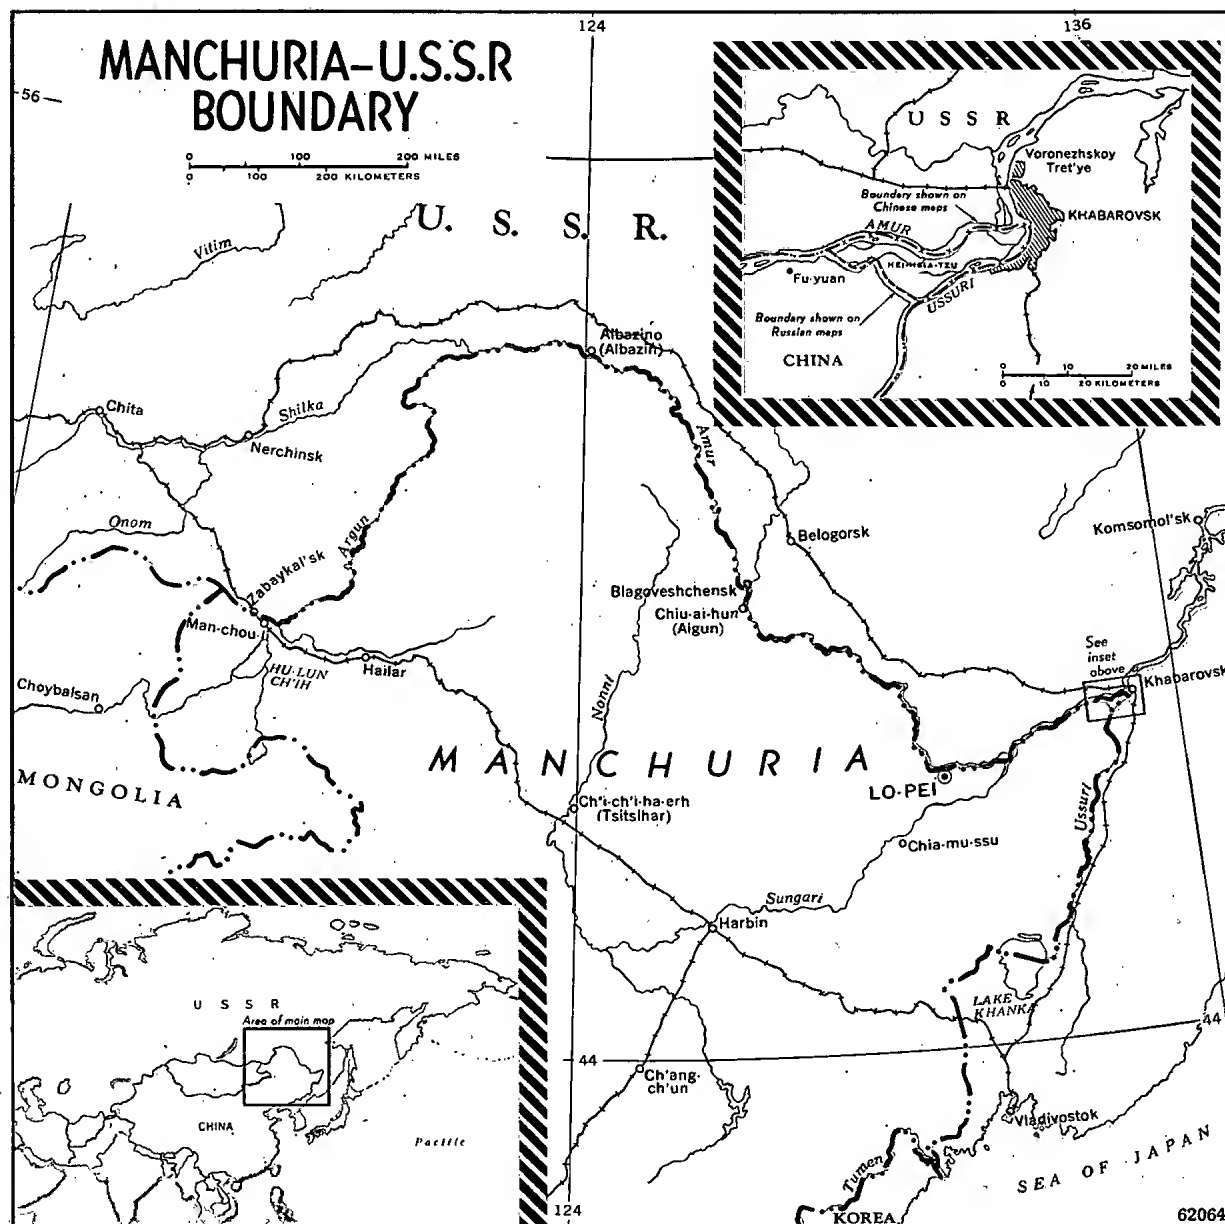 124
136
MANCHURIA–U.S.S.R
BOUNDARY
56
0 100 200 MILES
0 100 200 KILOMETERS
U. S. S. R.
Vitim
U S S R
Voronezhskoy
Tret'ye
Boundary shown on
Chinese maps
KHABAROVSK
AMUR
HEI-HSIA-TZU
Fu-yuan
USSURI
Boundary shown on
Russian maps
CHINA
0 10 20 MILES
0 10 20 KILOMETERS
Albazino
(Albazin)
Chita
Shilka
Nerchinsk
Amur
Onom
Argun
Komsomol'sk
Belogorsk
Zabaykal'sk
Blagoveshchensk
Chiu-ai-hun
(Aigun)
Man-chou-li
See
inset
above
HU-LUN
CH'IH
Hailar
Khabarovsk
Choybalsan
Nonni
MANCHURIA
MONGOLIA
LO-PEI
Ch'i-ch'i-ha-erh
(Tsitsihar)
Ussuri
Chia-mu-ssu
Sungari
Harbin
U S S R
Area of main map
LAKE
KHANKA
44
44
Ch'ang-
ch'un
CHINA
Pacific
Vladivostok
Tumen
SEA OF JAPAN
124
KOREA
62064